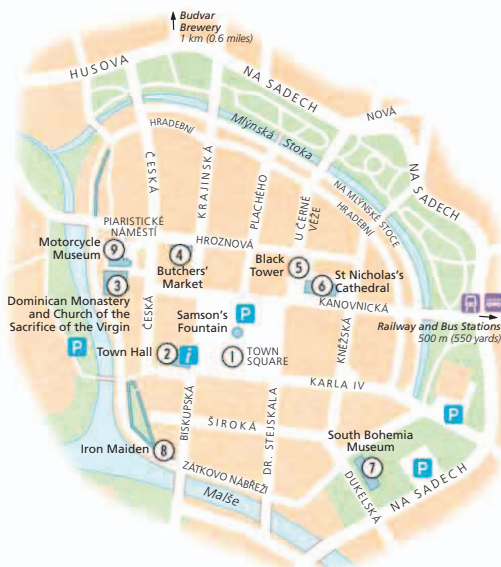 Budvar
Brewery
1 km (0.6 miles)
HUSOVA
NA SADECH
NOVÁ
HRADEBNÍ
Mlýnská Stoka
ČESKÁ
KRAJINSKÁ
PLACHÉHO
U ČERNÉ
VĚŽE
NA MLÝNSKÉ STOCE
HRADEBNÍ
NA SADECH
PIARISTICKÉ
NÁMĚSTÍ
Motorcycle
Museum
9
HROZNOVÁ
4
Butchers'
Market
Black
Tower
5
6
St Nicholas's
Cathedral
3
Dominican Monastery
and Church of the
Sacrifice of the Virgin
ČESKÁ
Samson's
Fountain
P
KANOVNICKÁ
KNĚŽSKÁ
Railway and Bus Stations
500 m (550 yards)
P
Town Hall
2
i
1
TOWN
SQUARE
KARLA IV
BISKUPSKÁ
ŠIROKÁ
DR. STEJSKALA
P
Iron Maiden
8
South Bohemia
Museum
7
P
ZÁTKOVO NÁBŘEŽÍ
Malše
DUKELSKÁ
NA SADECH